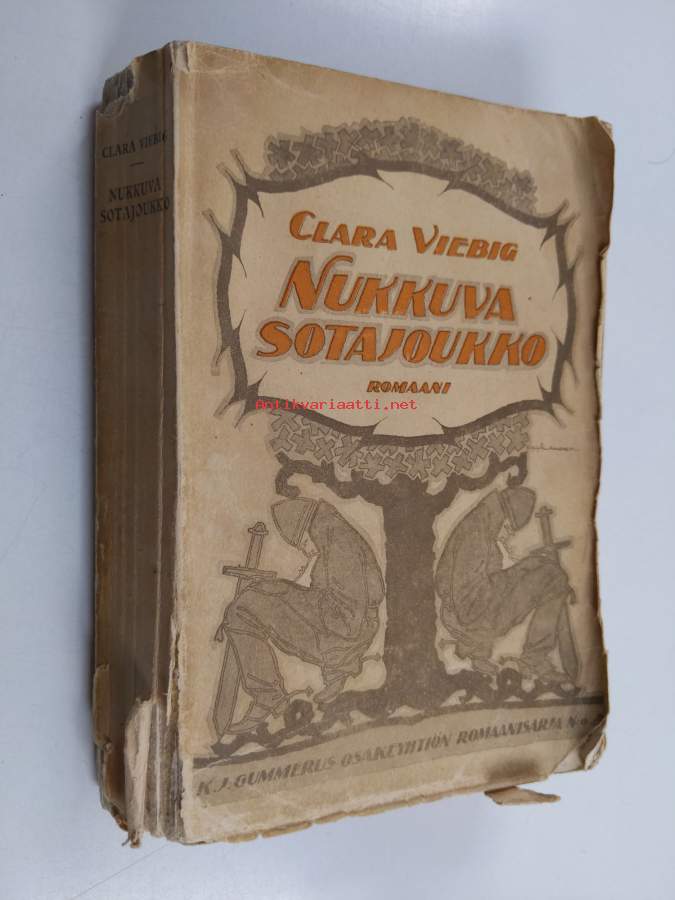 CLARA VIEBIG
NUKKUVA
SOTAJOUKKO
CLARA VIEBIG
NUKKUVA
SOTAJOUKKO
ROMAANI
Antikvariaatti.net
K.J. GUMMERUS OSAKEYHTIÖN ROMAANISARJA N:o